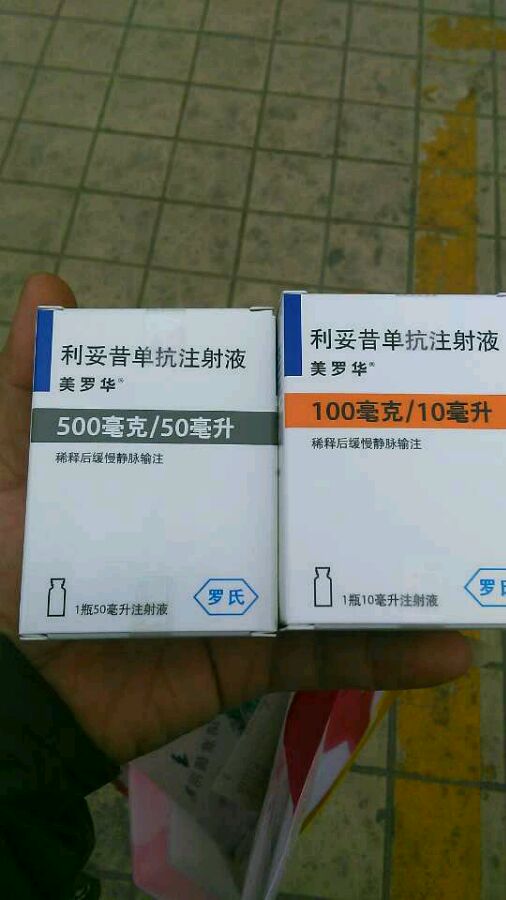 利妥昔单抗注射液
美罗华®
500毫克/50毫升
稀释后缓慢静脉输注
1瓶50毫升注射液
罗氏
利妥昔单抗注射液
美罗华®
100毫克/10毫升
稀释后缓慢静脉输注
1瓶10毫升注射液
罗氏